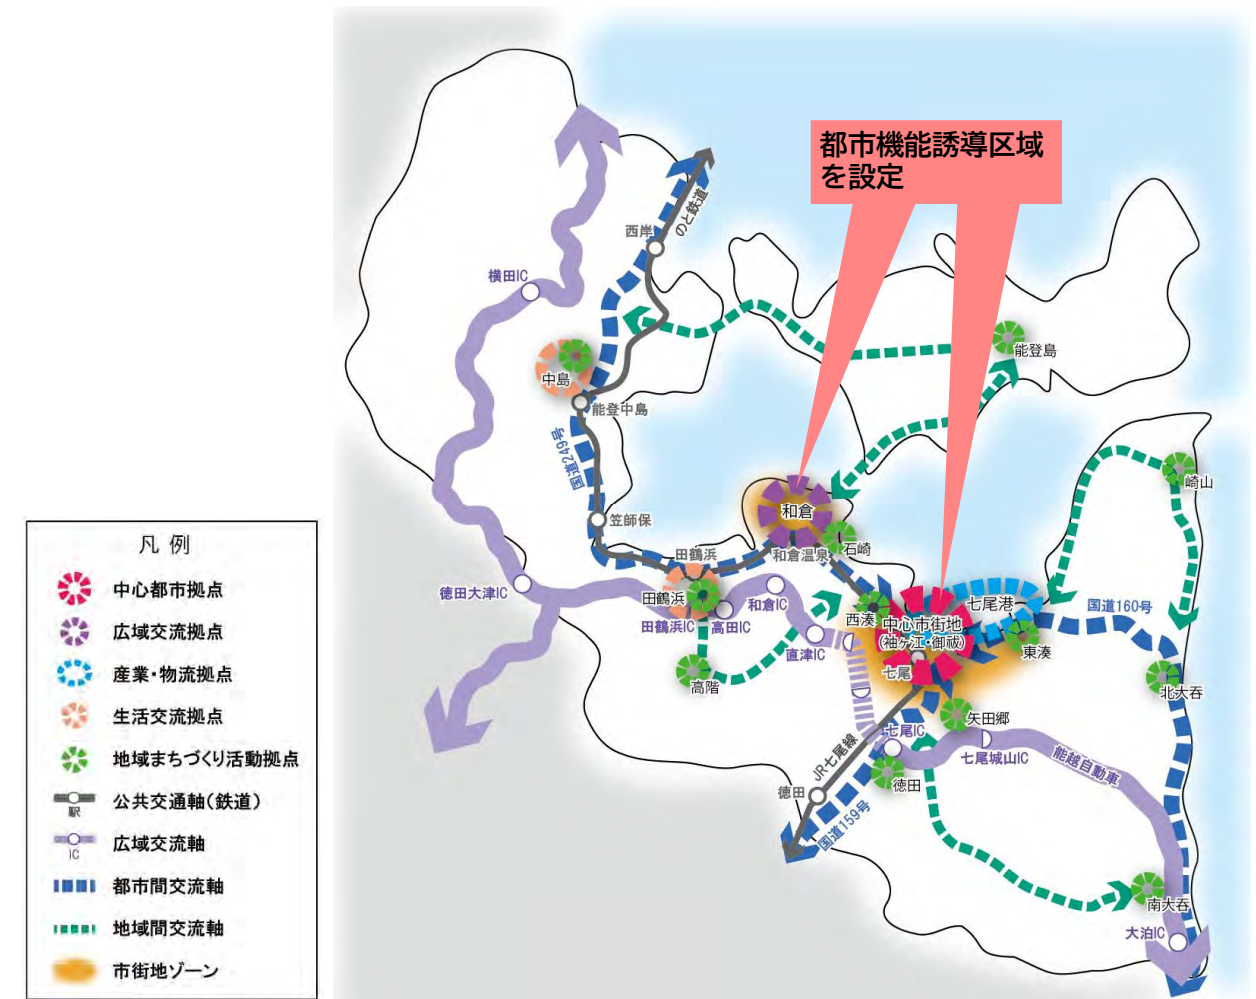 都市機能誘導区域
を設定
のと鉄道
西岸
横田IC
能登島
中島
能登中島
国道249号
崎山
和倉
笠師保
石崎
田鶴浜
和倉温泉
徳田大津IC
田鶴浜
和倉IC
西湊
七尾港
国道160号
中心市街地
(袖ヶ江・御祓)
田鶴浜IC
高田IC
直津IC
東湊
七尾
高階
北大呑
矢田郷
七尾IC
七尾城山IC
能越自動車
JR七尾線
徳田
徳田
国道159号
南大呑
大泊IC
凡例
中心都市拠点
広域交流拠点
産業・物流拠点
生活交流拠点
地域まちづくり活動拠点
公共交通軸(鉄道)
駅
広域交流軸
IC
都市間交流軸
地域間交流軸
市街地ゾーン